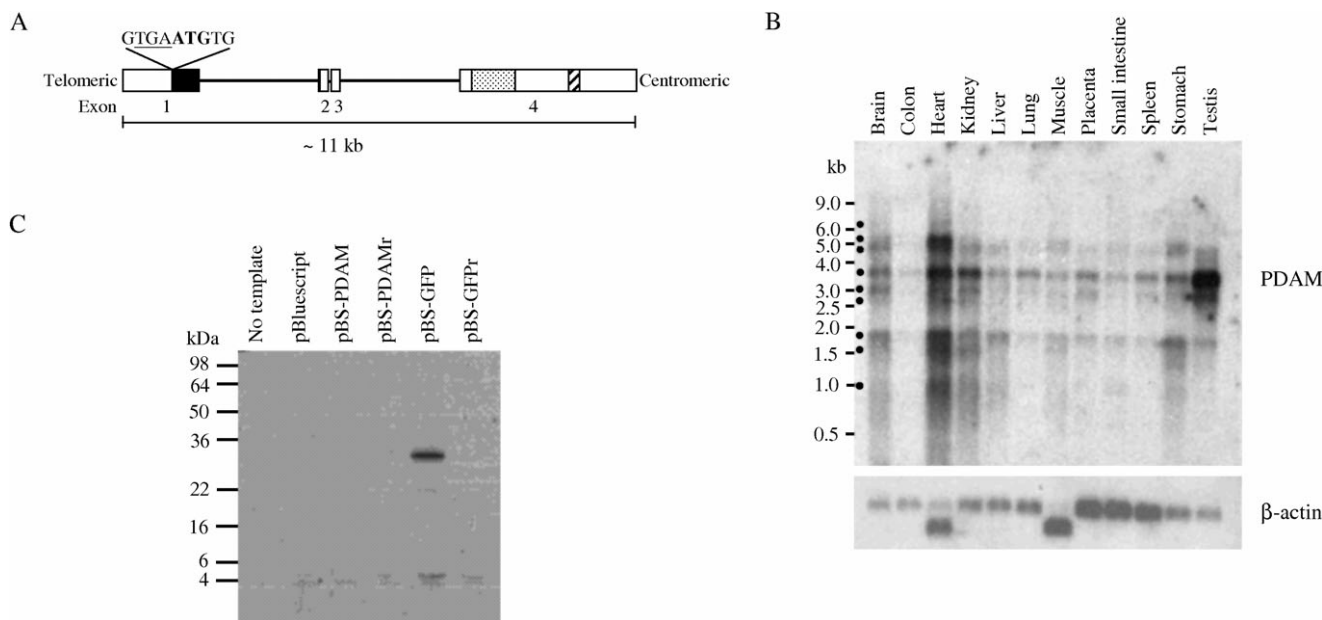 A
GTGAATGTG
Telomeric
Centromeric
Exon 1 2 3 4
~ 11 kb
B
Brain
Colon
Heart
Kidney
Liver
Lung
Muscle
Placenta
Small intestine
Spleen
Stomach
Testis
kb
9.0
6.0
5.0
4.0
3.0
2.5
2.0
1.5
1.0
0.5
PDAM
β-actin
C
No template
pBluescript
pBS-PDAM
pBS-PDAMr
pBS-GFP
pBS-GFPr
kDa
98
64
50
36
22
16
6
4